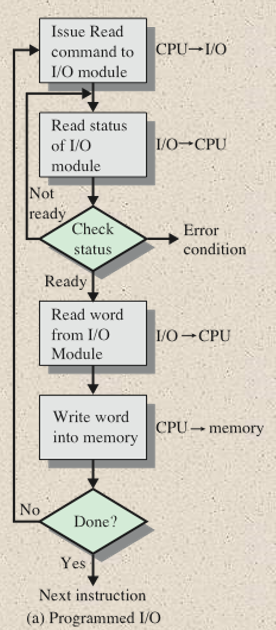 Issue Read
command to
I/O module
CPU→I/O
Read status
of I/O
module
I/O→CPU
Not
ready
Check
status
Error
condition
Ready
Read word
from I/O
Module
I/O→CPU
Write word
into memory
CPU→memory
No
Done?
Yes
Next instruction
(a) Programmed I/O